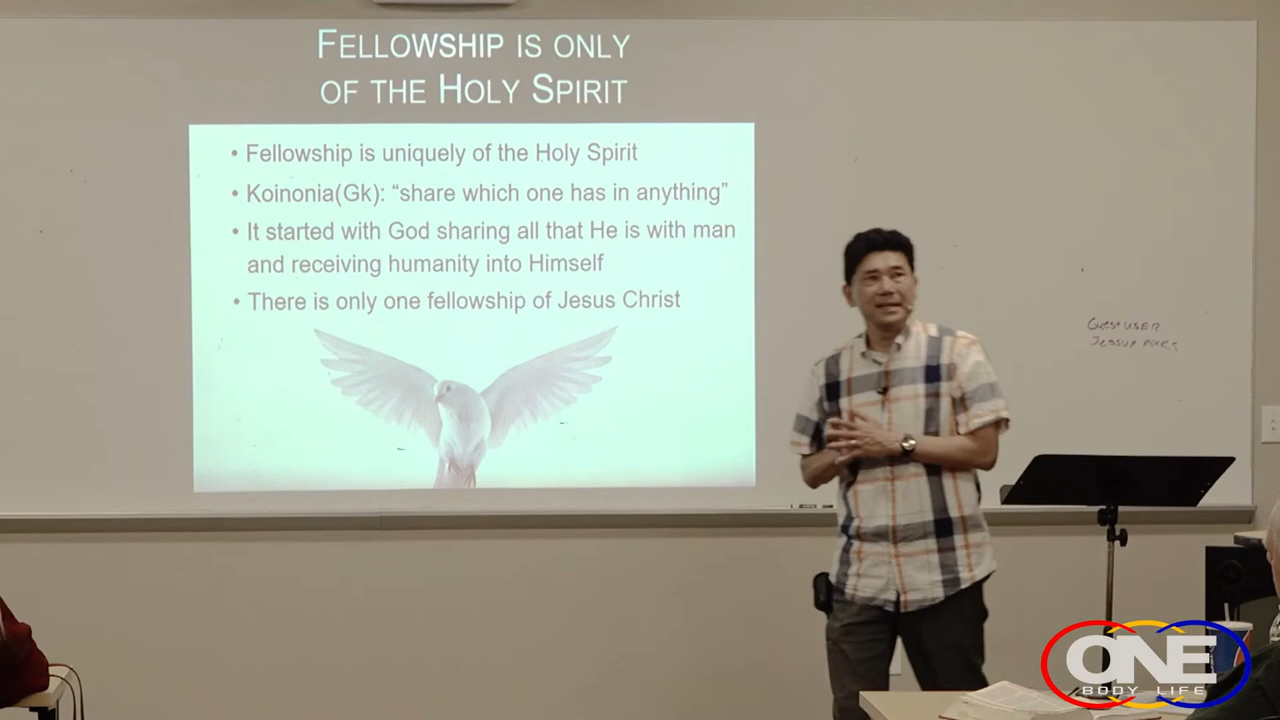 FELLOWSHIP IS ONLY
OF THE HOLY SPIRIT
• Fellowship is uniquely of the Holy Spirit
• Koinonia(Gk): “share which one has in anything”
• It started with God sharing all that He is with man
and receiving humanity into Himself
• There is only one fellowship of Jesus Christ
USER
Jessup
ONE
BODY LIFE